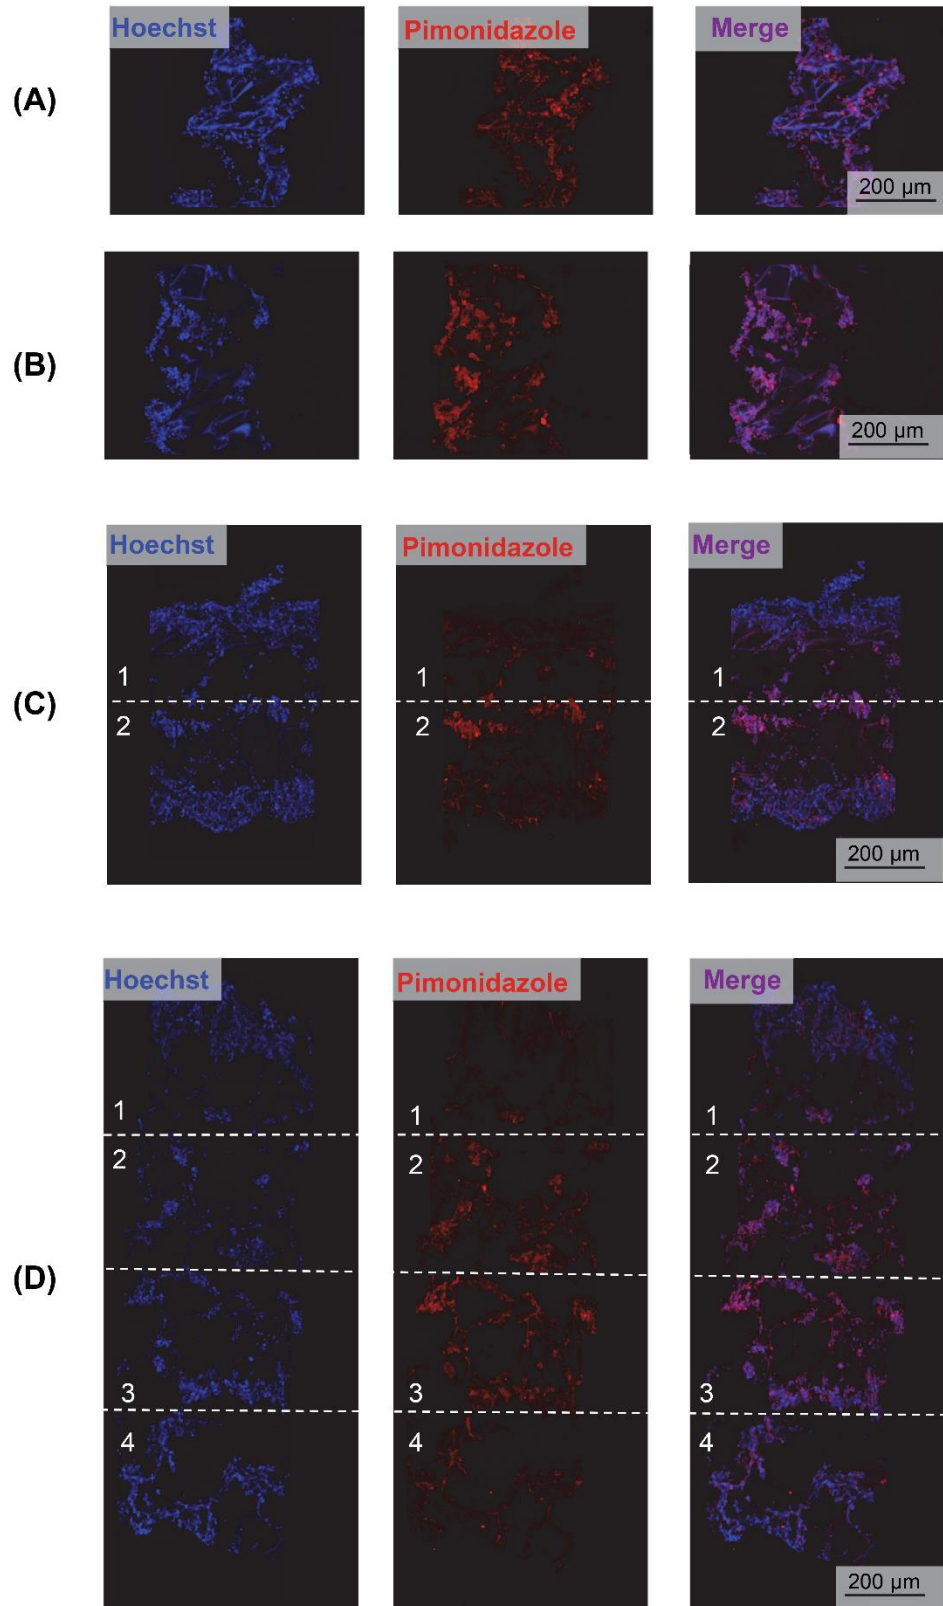 Hoechst Pimonidazole Merge
(A)
200 µm
(B)
200 µm
Hoechst Pimonidazole Merge
(C)
1 1 1
2 2 2
200 µm
Hoechst Pimonidazole Merge
1 1 1
2 2 2
(D)
3 3 3
4 4 4
200 µm